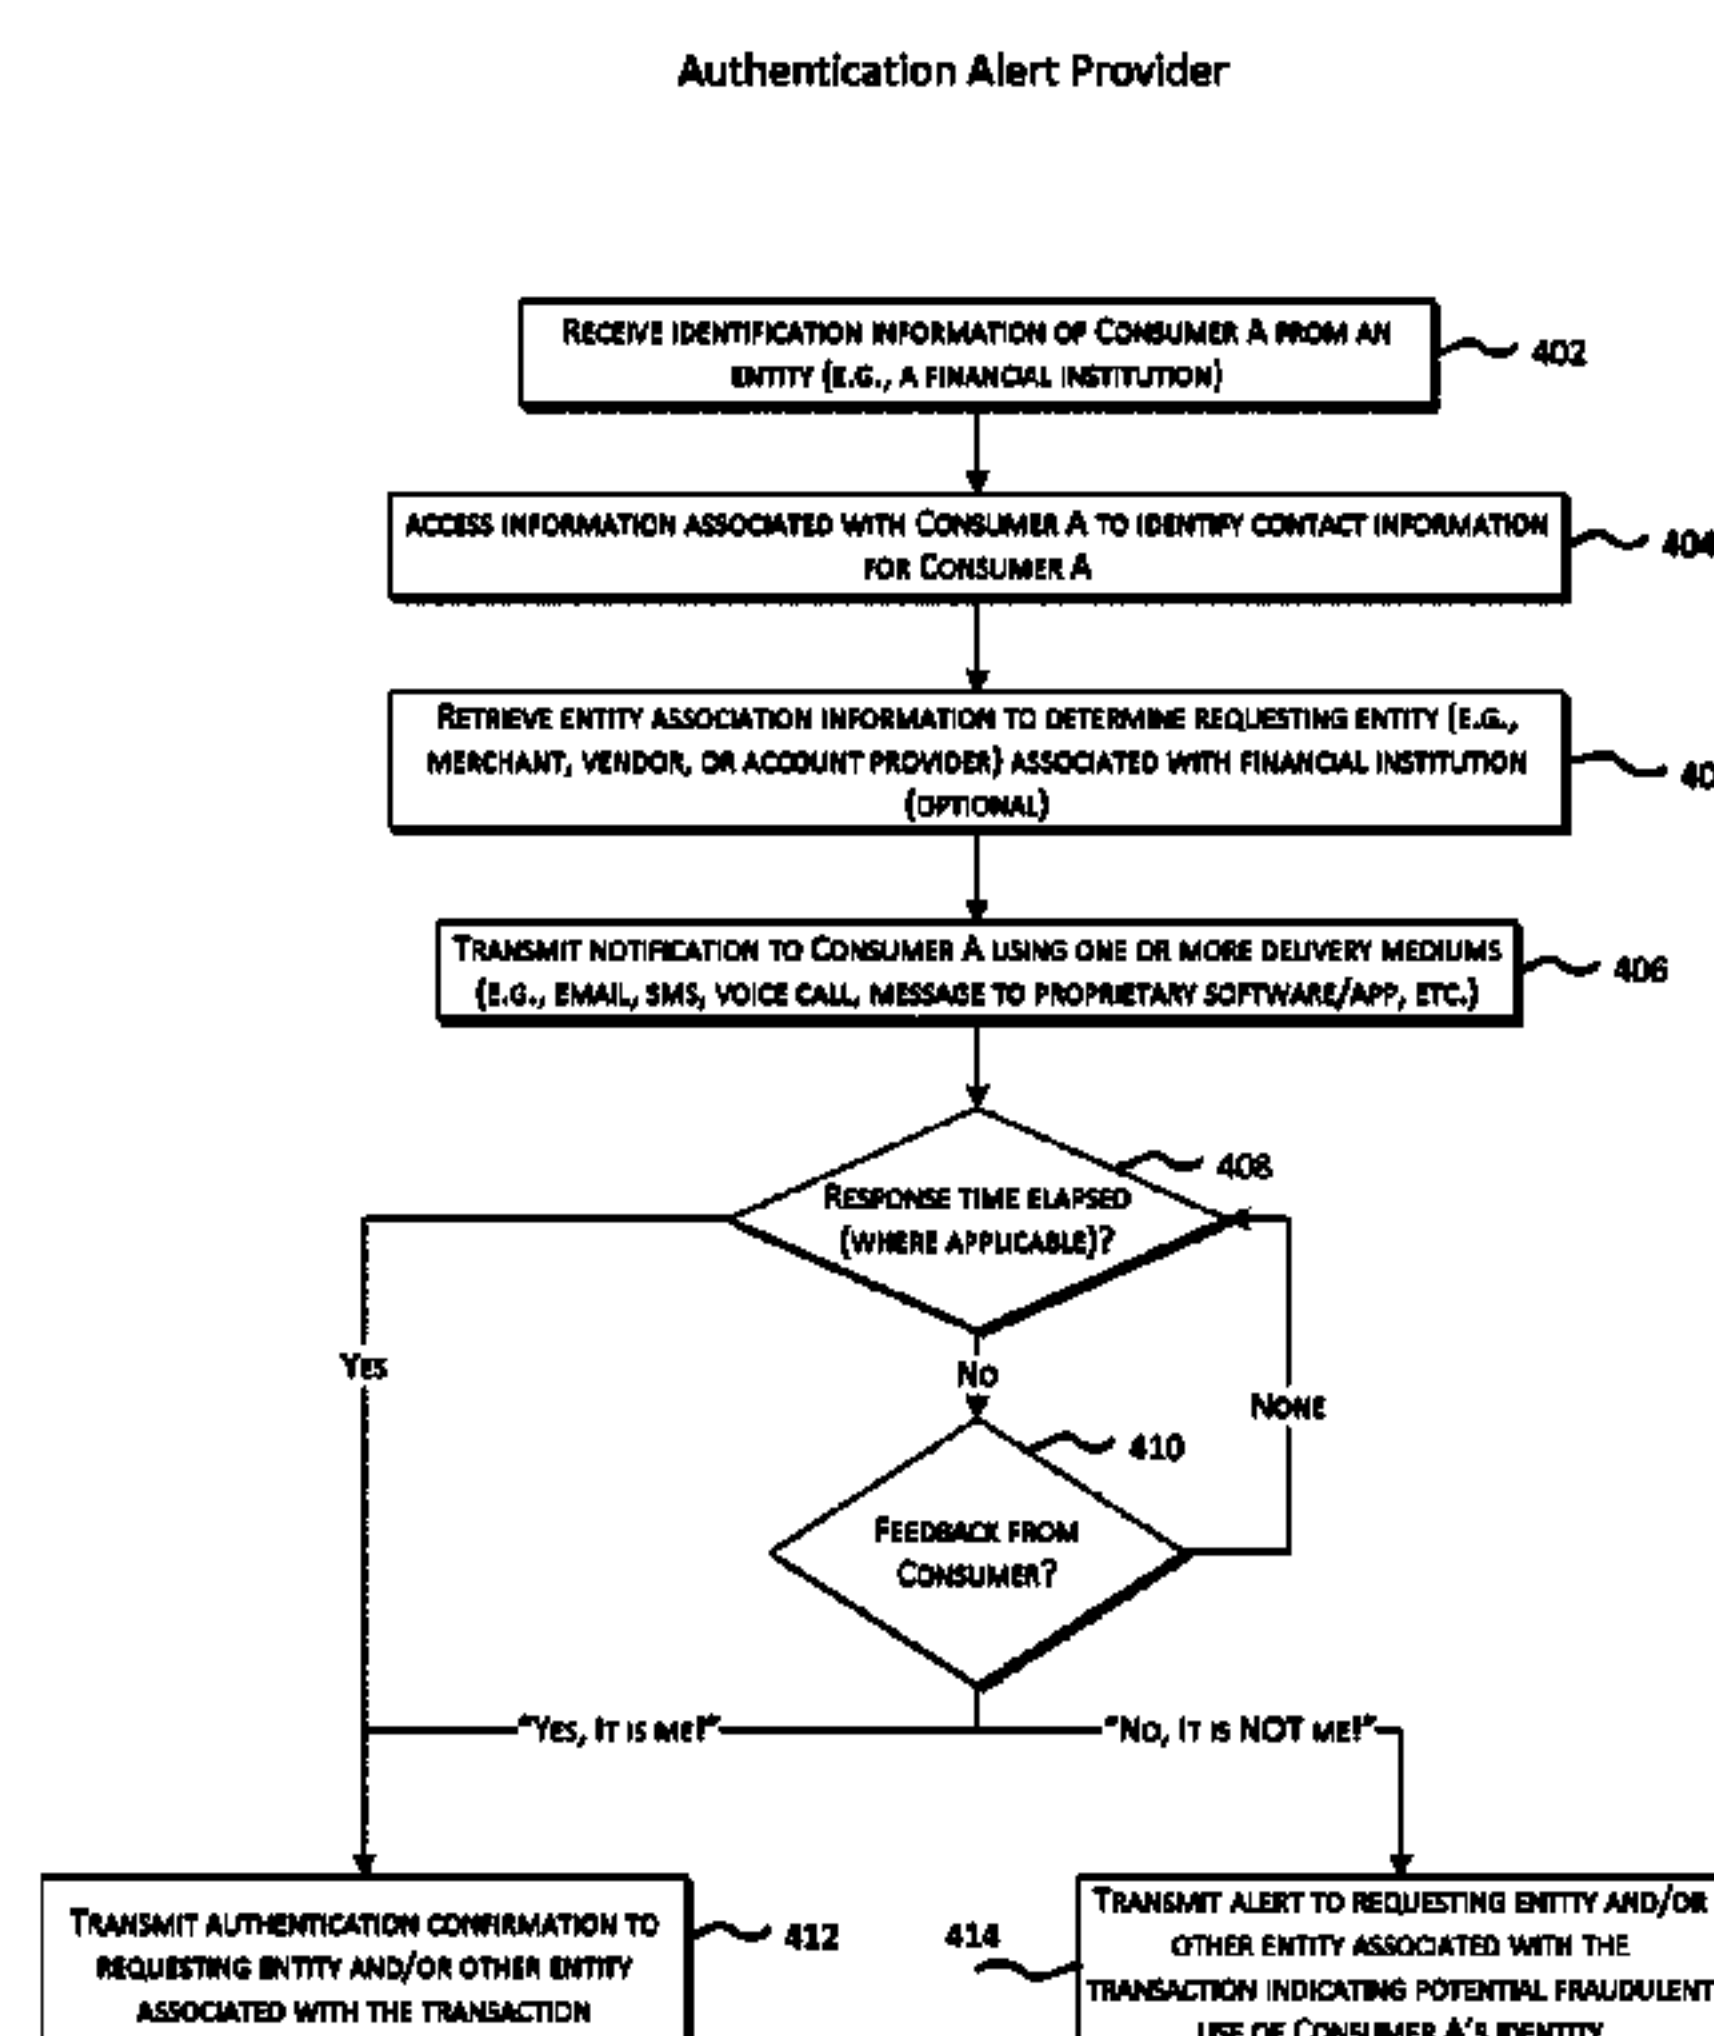 Authentication Alert Provider
RECEIVE IDENTIFICATION INFORMATION OF CONSUMER A FROM AN
ENTITY (E.G., A FINANCIAL INSTITUTION)
402
ACCESS INFORMATION ASSOCIATED WITH CONSUMER A TO IDENTIFY CONTACT INFORMATION
FOR CONSUMER A
404
RETRIEVE ENTITY ASSOCIATION INFORMATION TO DETERMINE REQUESTING ENTITY (E.G.,
MERCHANT, VENDOR, OR ACCOUNT PROVIDER) ASSOCIATED WITH FINANCIAL INSTITUTION
(OPTIONAL)
40
TRANSMIT NOTIFICATION TO CONSUMER A USING ONE OR MORE DELIVERY MEDIUMS
(E.G., EMAIL, SMS, VOICE CALL, MESSAGE TO PROPRIETARY SOFTWARE/APP, ETC.)
406
408
RESPONSE TIME ELAPSED
(WHERE APPLICABLE)?
YES
NO
NONE
410
FEEDBACK FROM
CONSUMER?
"YES, IT IS ME!"
"NO, IT IS NOT ME!"
TRANSMIT AUTHENTICATION CONFIRMATION TO
REQUESTING ENTITY AND/OR OTHER ENTITY
ASSOCIATED WITH THE TRANSACTION
412
414
TRANSMIT ALERT TO REQUESTING ENTITY AND/OR
OTHER ENTITY ASSOCIATED WITH THE
TRANSACTION INDICATING POTENTIAL FRAUDULENT
USE OF CONSUMER A'S IDENTITY